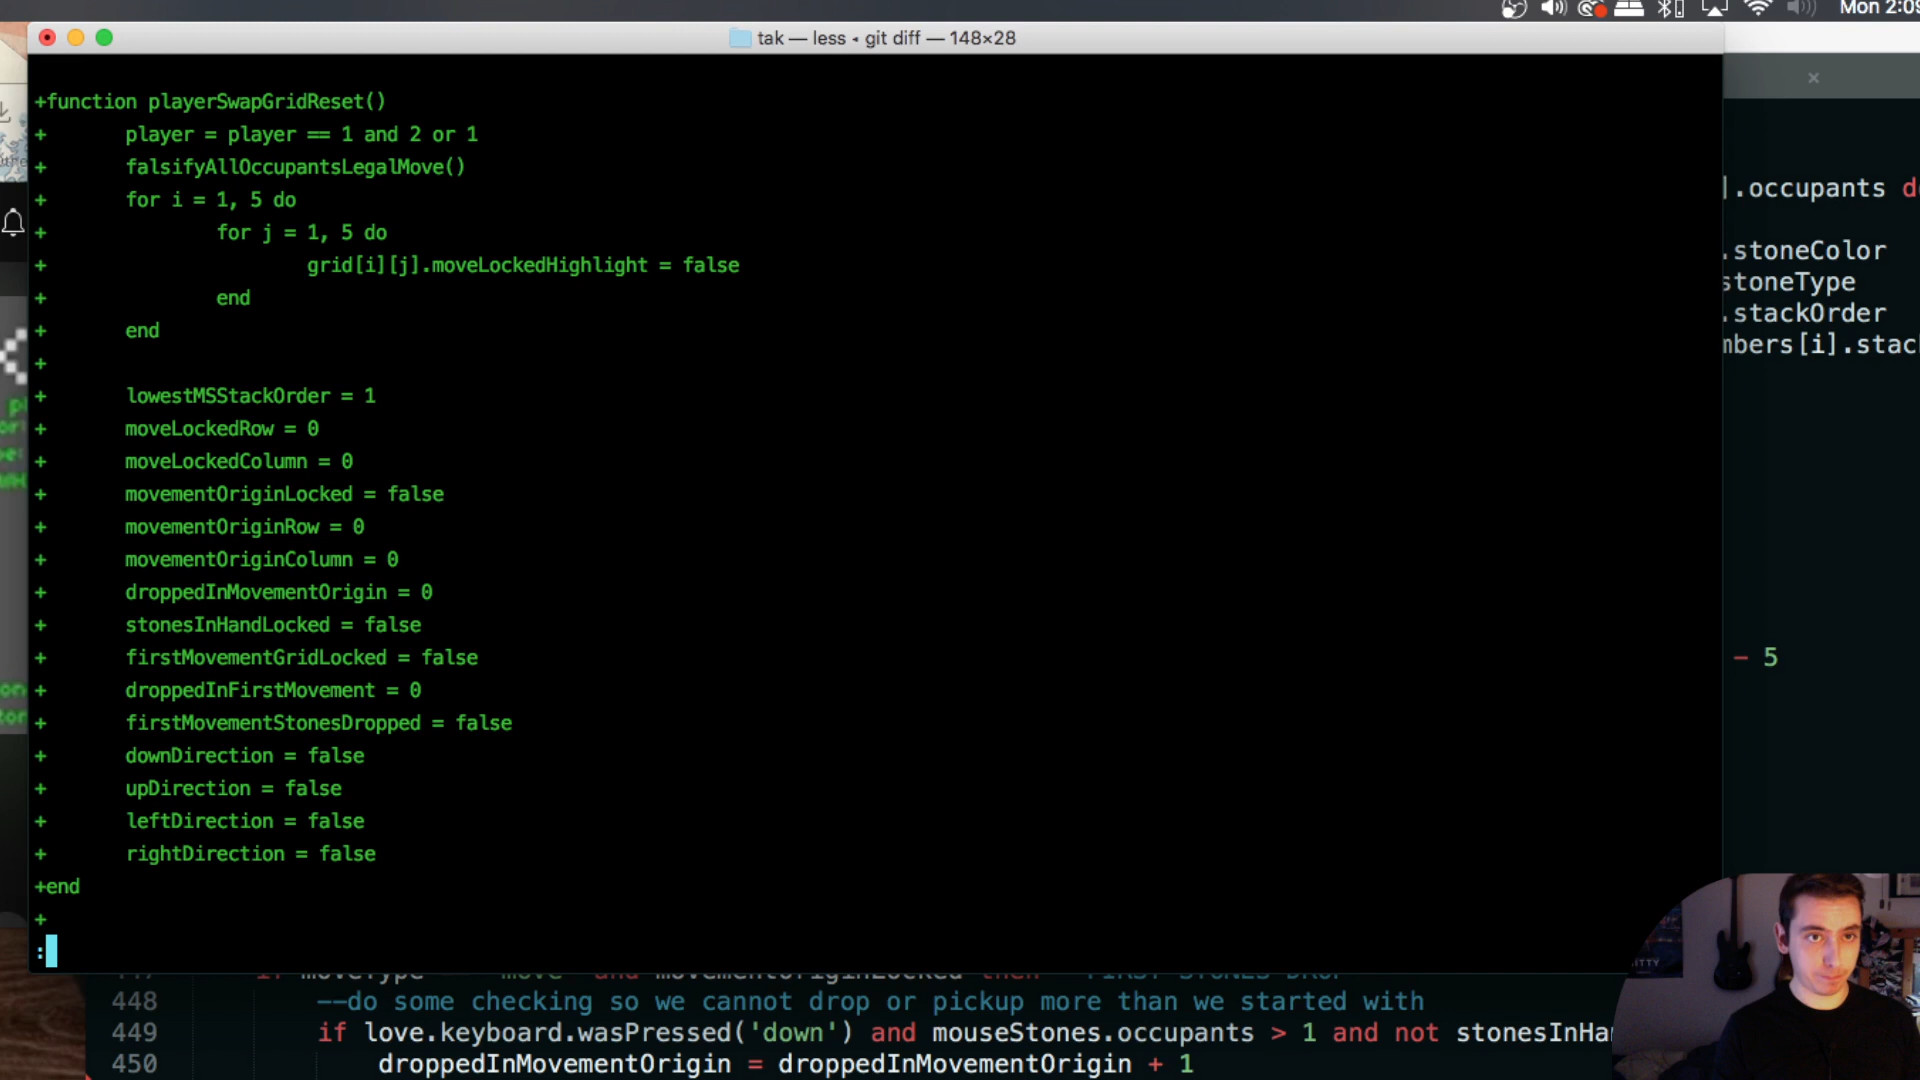 Mon 2:09
tak — less ◂ git diff — 148×28
+function playerSwapGridReset()
+ player = player == 1 and 2 or 1
+ falsifyAllOccupantsLegalMove()
+ for i = 1, 5 do
+ for j = 1, 5 do
+ grid[i][j].moveLockedHighlight = false
+ end
+ end
+
+ lowestMSStackOrder = 1
+ moveLockedRow = 0
+ moveLockedColumn = 0
+ movementOriginLocked = false
+ movementOriginRow = 0
+ movementOriginColumn = 0
+ droppedInMovementOrigin = 0
+ stonesInHandLocked = false
+ firstMovementGridLocked = false
+ droppedInFirstMovement = 0
+ firstMovementStonesDropped = false
+ downDirection = false
+ upDirection = false
+ leftDirection = false
+ rightDirection = false
+end
+
:
].occupants d
.stoneColor
stoneType
.stackOrder
mbers[i].stac
- 5
448 --do some checking so we cannot drop or pickup more than we started with
449 if love.keyboard.wasPressed('down') and mouseStones.occupants > 1 and not stonesInHa
450 droppedInMovementOrigin = droppedInMovementOrigin + 1